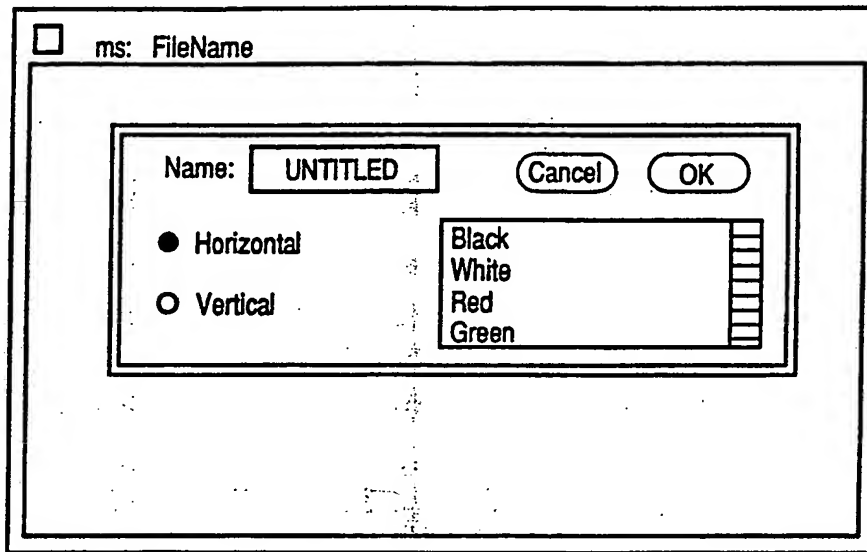 ms: FileName
Name: UNTITLED Cancel OK
Horizontal
Vertical
Black
White
Red
Green